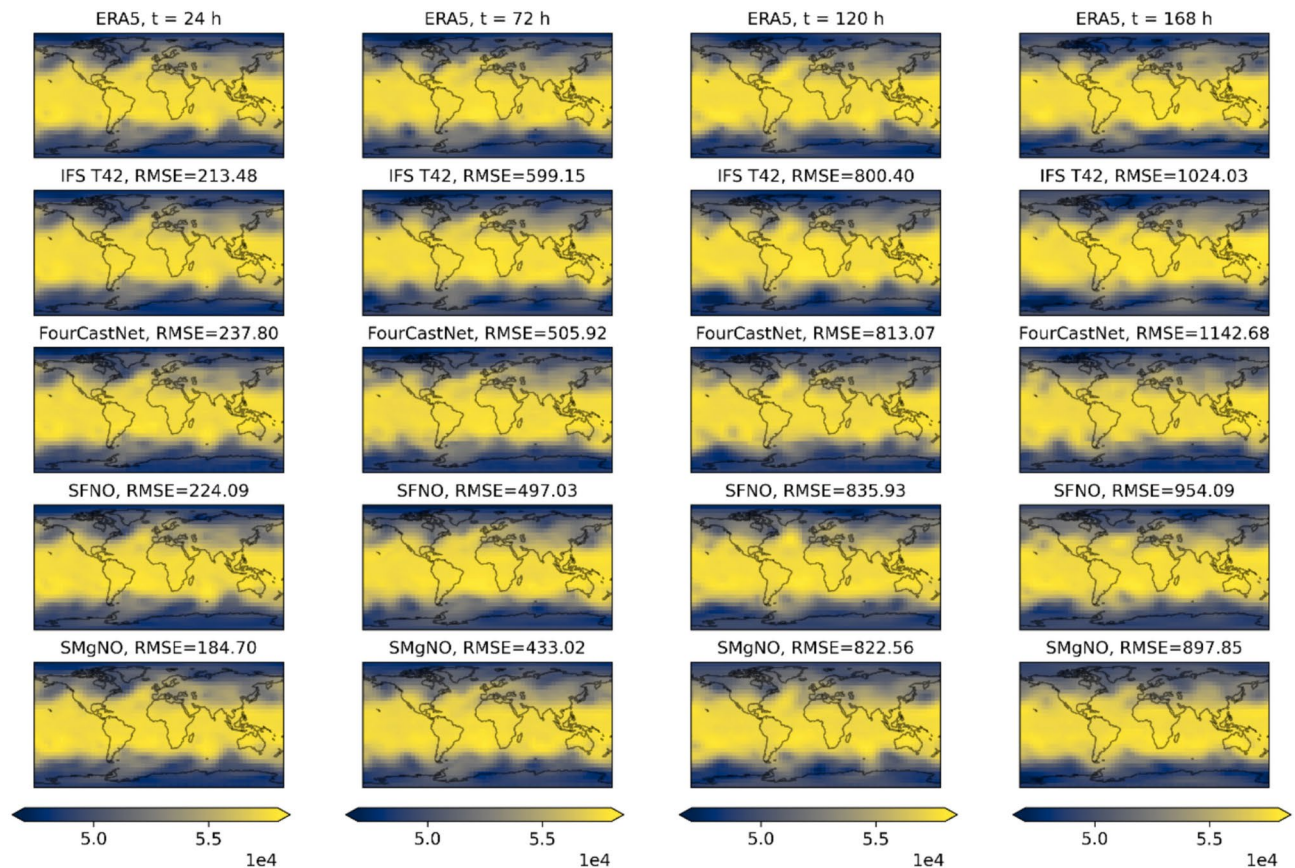 ERA5, t = 24 h ERA5, t = 72 h ERA5, t = 120 h ERA5, t = 168 h
IFS T42, RMSE=213.48 IFS T42, RMSE=599.15 IFS T42, RMSE=800.40 IFS T42, RMSE=1024.03
FourCastNet, RMSE=237.80 FourCastNet, RMSE=505.92 FourCastNet, RMSE=813.07 FourCastNet, RMSE=1142.68
SFNO, RMSE=224.09 SFNO, RMSE=497.03 SFNO, RMSE=835.93 SFNO, RMSE=954.09
SMgNO, RMSE=184.70 SMgNO, RMSE=433.02 SMgNO, RMSE=822.56 SMgNO, RMSE=897.85
5.0 5.5 5.0 5.5 5.0 5.5 5.0 5.5
1e4 1e4 1e4 1e4